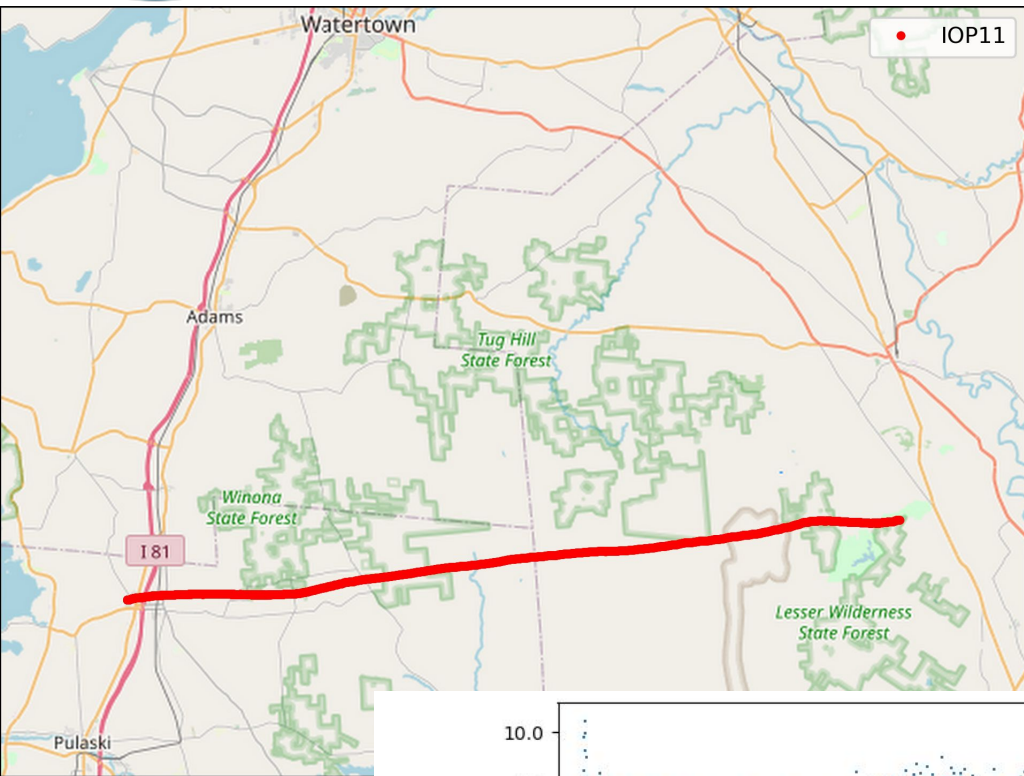 Watertown
IOP11
Adams
Tug Hill
State Forest
Winona
State Forest
I 81
Lesser Wilderness
State Forest
Pulaski
10.0